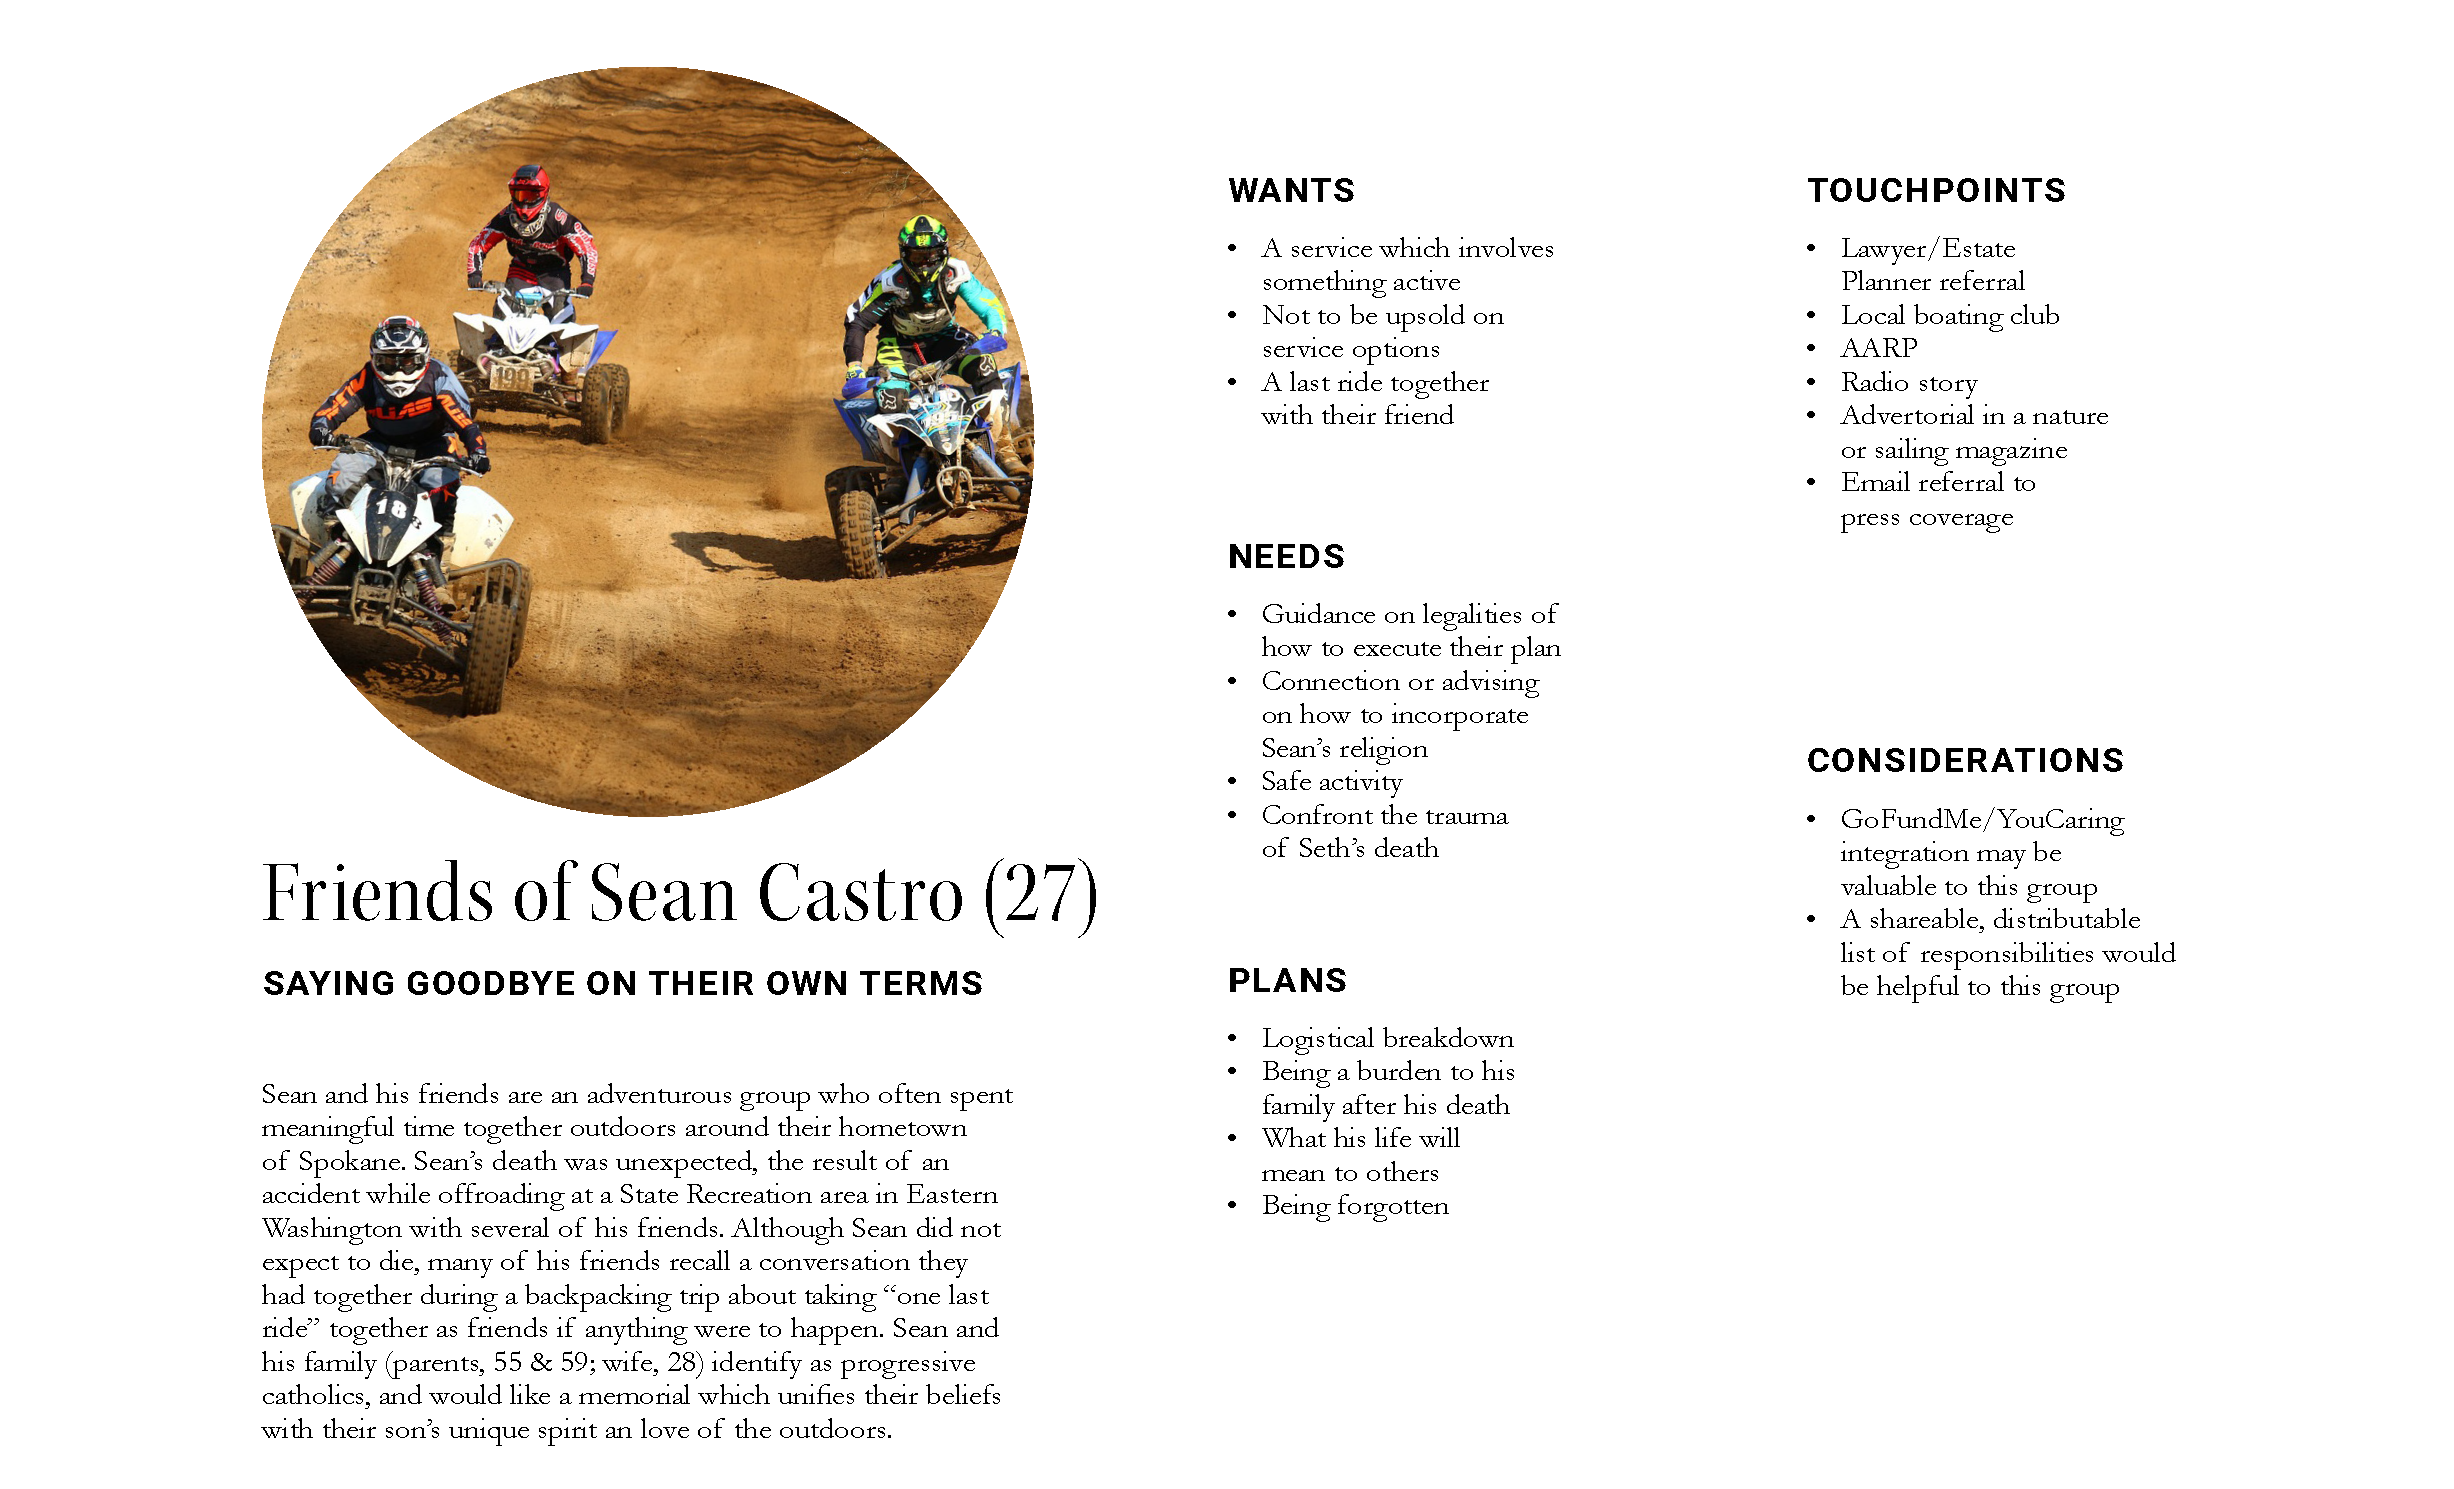 199
18
ALIAS
Friends of Sean Castro (27)
SAYING GOODBYE ON THEIR OWN TERMS
Sean and his friends are an adventurous group who often spent
meaningful time together outdoors around their hometown
of Spokane. Sean’s death was unexpected, the result of an
accident while offroading at a State Recreation area in Eastern
Washington with several of his friends. Although Sean did not
expect to die, many of his friends recall a conversation they
had together during a backpacking trip about taking “one last
ride” together as friends if anything were to happen. Sean and
his family (parents, 55 & 59; wife, 28) identify as progressive
catholics, and would like a memorial which unifies their beliefs
with their son’s unique spirit an love of the outdoors.
WANTS
• A service which involves
something active
• Not to be upsold on
service options
• A last ride together
with their friend
NEEDS
• Guidance on legalities of
how to execute their plan
• Connection or advising
on how to incorporate
Sean’s religion
• Safe activity
• Confront the trauma
of Seth’s death
PLANS
• Logistical breakdown
• Being a burden to his
family after his death
• What his life will
mean to others
• Being forgotten
TOUCHPOINTS
• Lawyer/Estate
Planner referral
• Local boating club
• AARP
• Radio story
• Advertorial in a nature
or sailing magazine
• Email referral to
press coverage
CONSIDERATIONS
• GoFundMe/YouCaring
integration may be
valuable to this group
• A shareable, distributable
list of responsibilities would
be helpful to this group